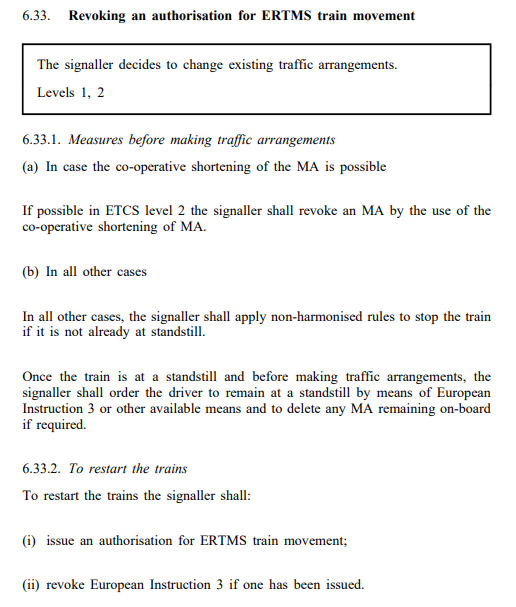 6.33. Revoking an authorisation for ERTMS train movement
The signaller decides to change existing traffic arrangements.
Levels 1, 2
6.33.1. Measures before making traffic arrangements
(a) In case the co-operative shortening of the MA is possible
If possible in ETCS level 2 the signaller shall revoke an MA by the use of the
co-operative shortening of MA.
(b) In all other cases
In all other cases, the signaller shall apply non-harmonised rules to stop the train
if it is not already at standstill.
Once the train is at a standstill and before making traffic arrangements, the
signaller shall order the driver to remain at a standstill by means of European
Instruction 3 or other available means and to delete any MA remaining on-board
if required.
6.33.2. To restart the trains
To restart the trains the signaller shall:
(i) issue an authorisation for ERTMS train movement;
(ii) revoke European Instruction 3 if one has been issued.